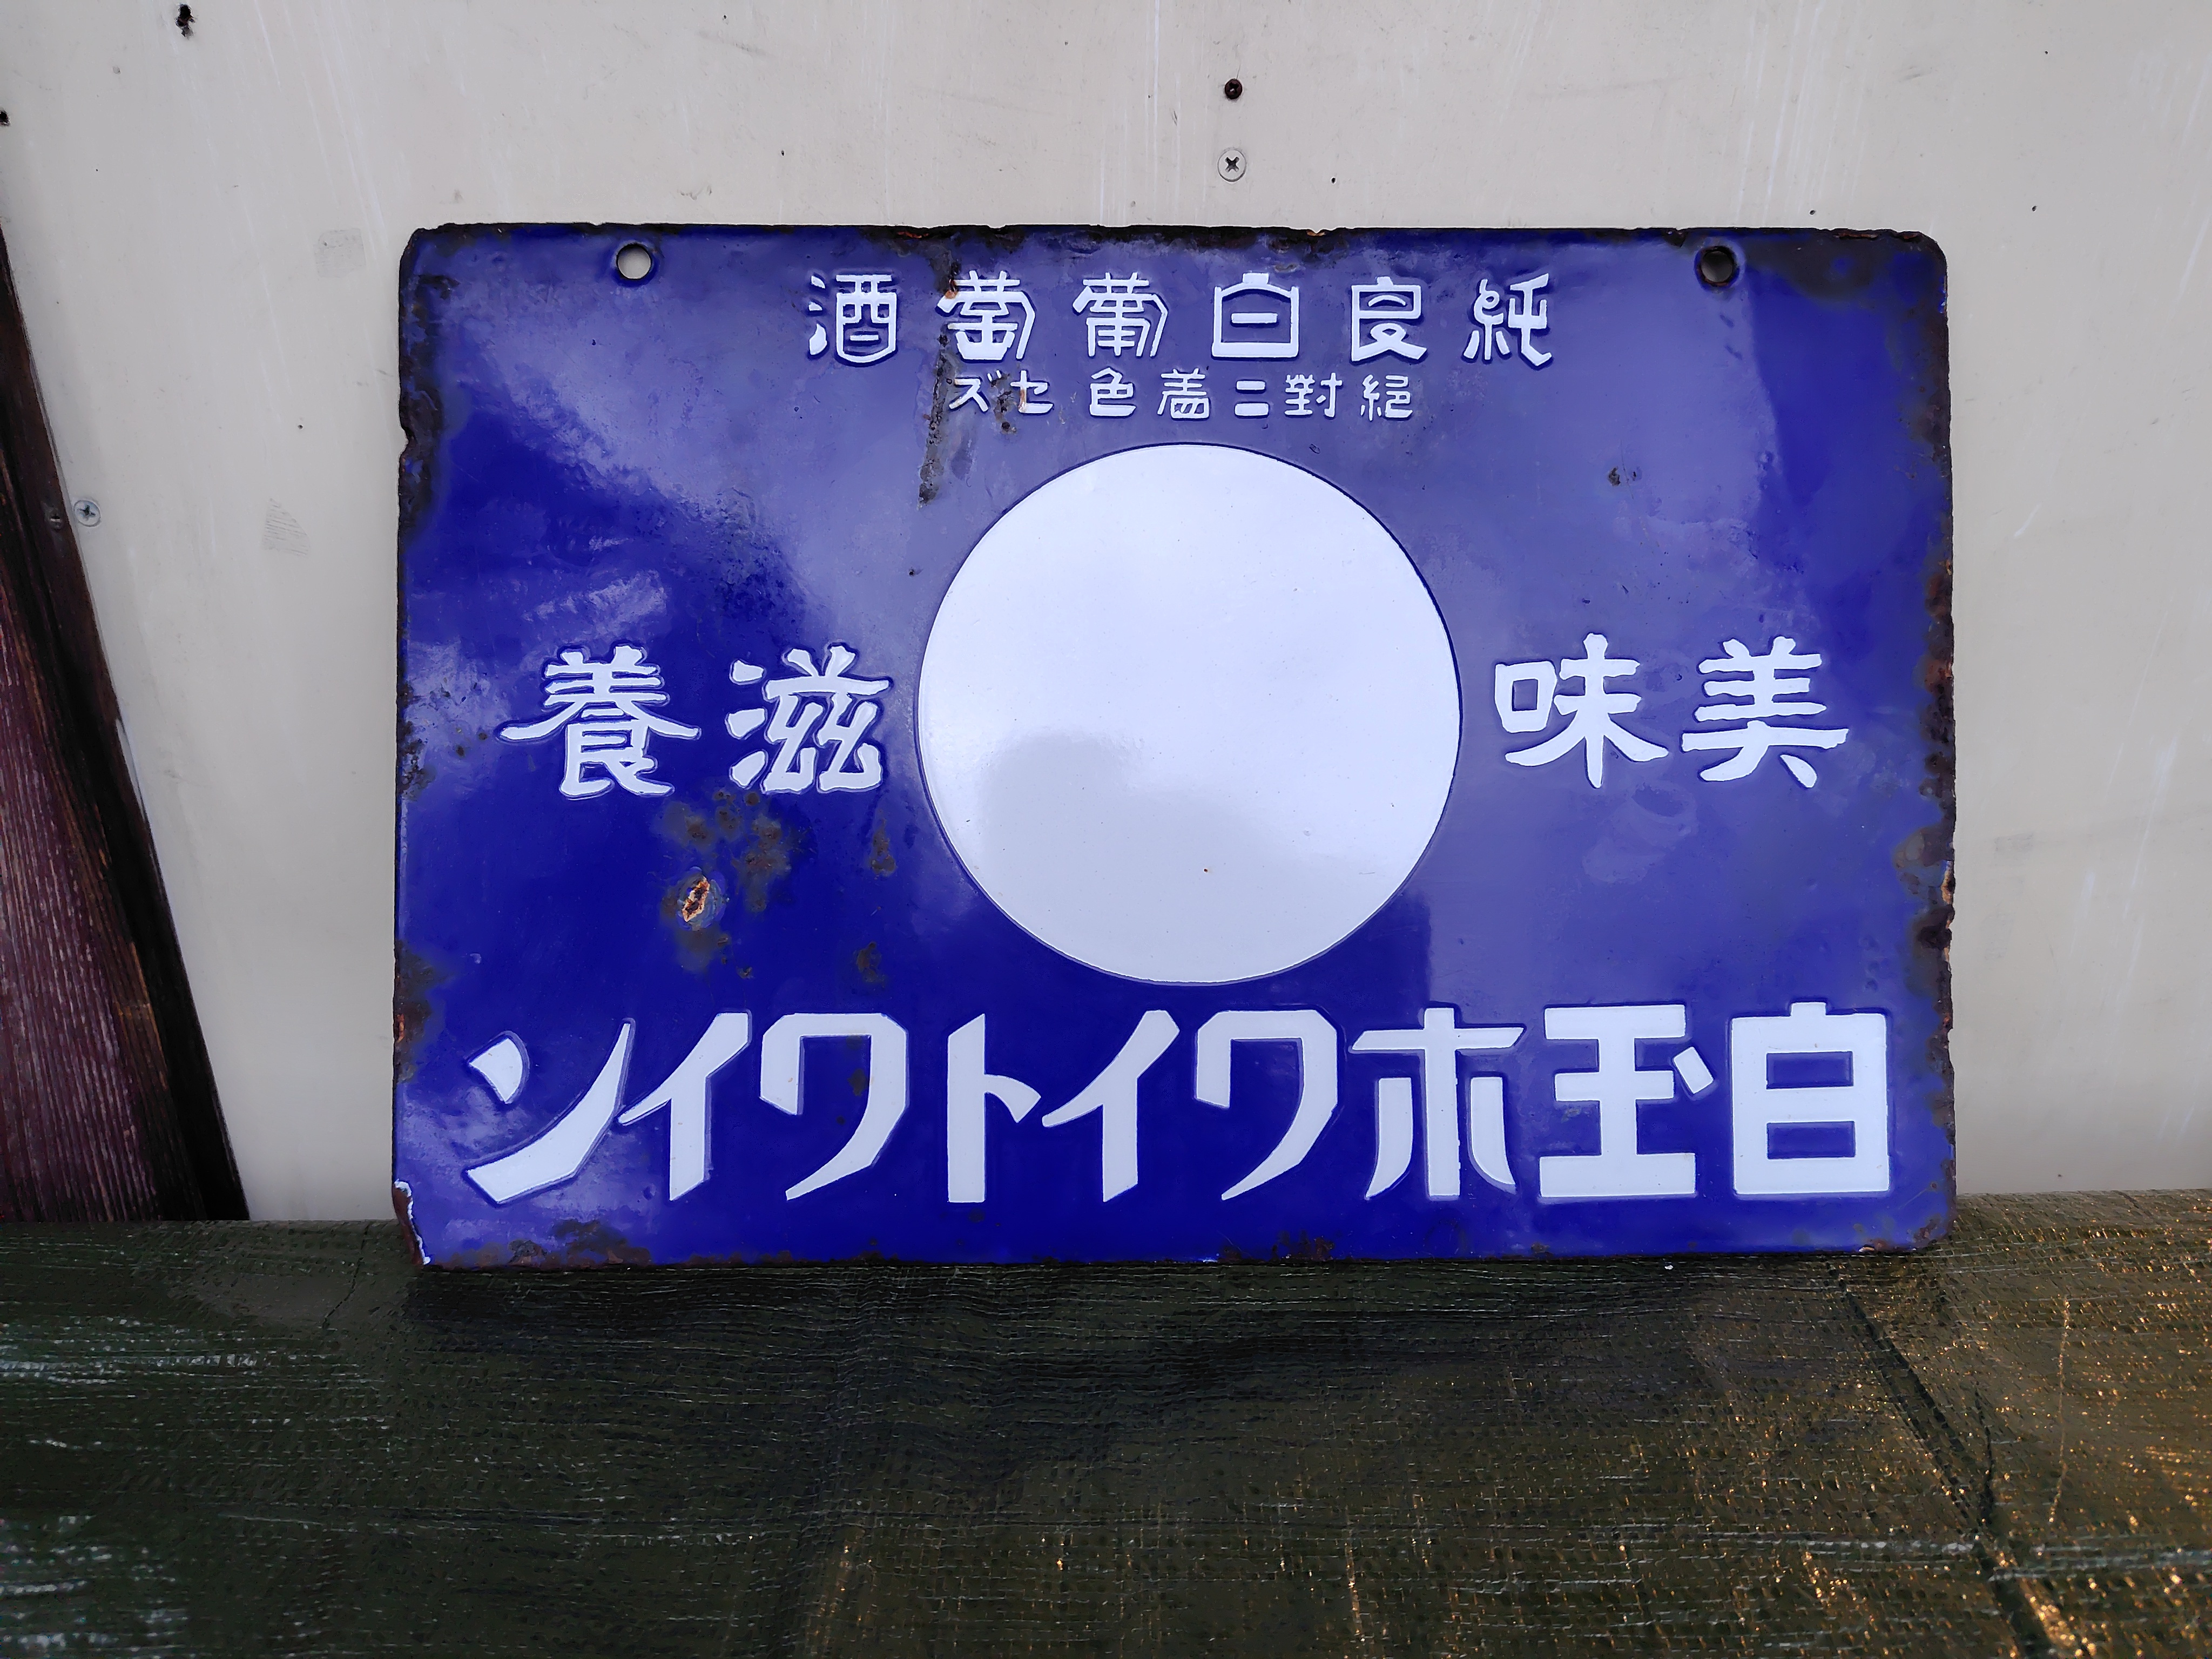 純良白葡萄酒
絕對ニ着色セズ
美味 滋養
白玉ホワイトワイン